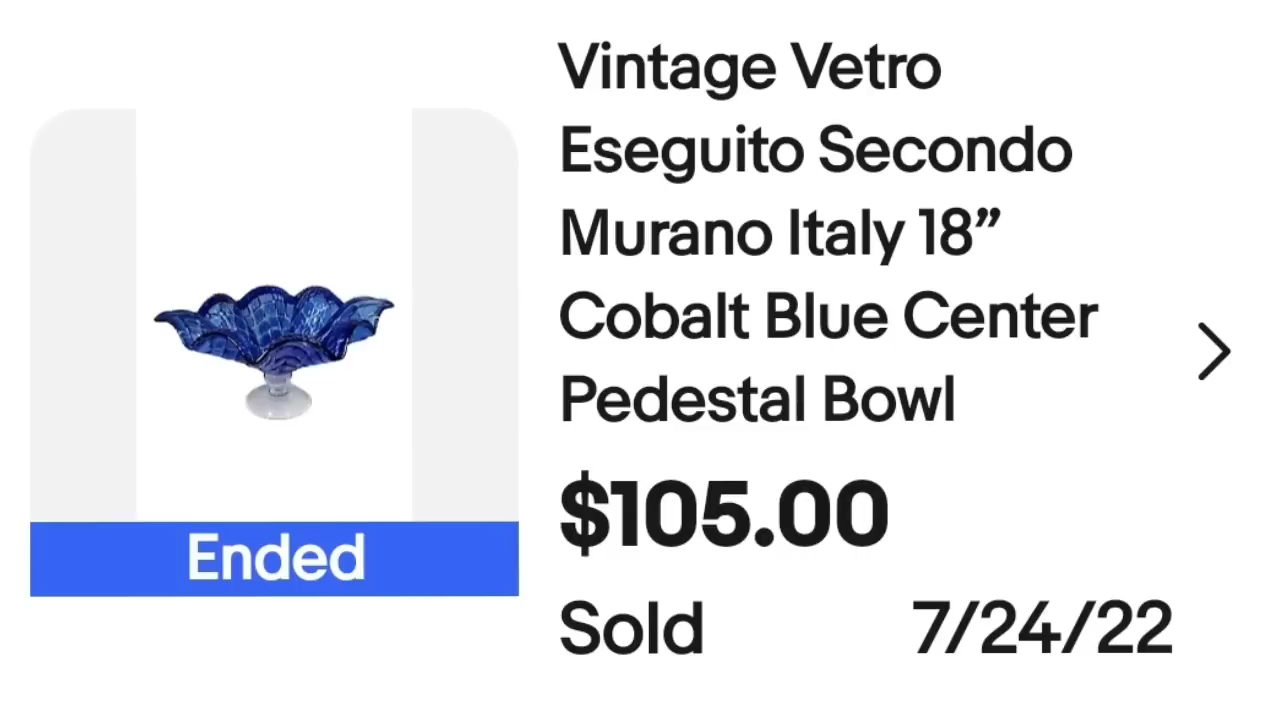 Vintage Vetro
Eseguito Secondo
Murano Italy 18”
Cobalt Blue Center
Pedestal Bowl
$105.00
Ended
Sold 7/24/22